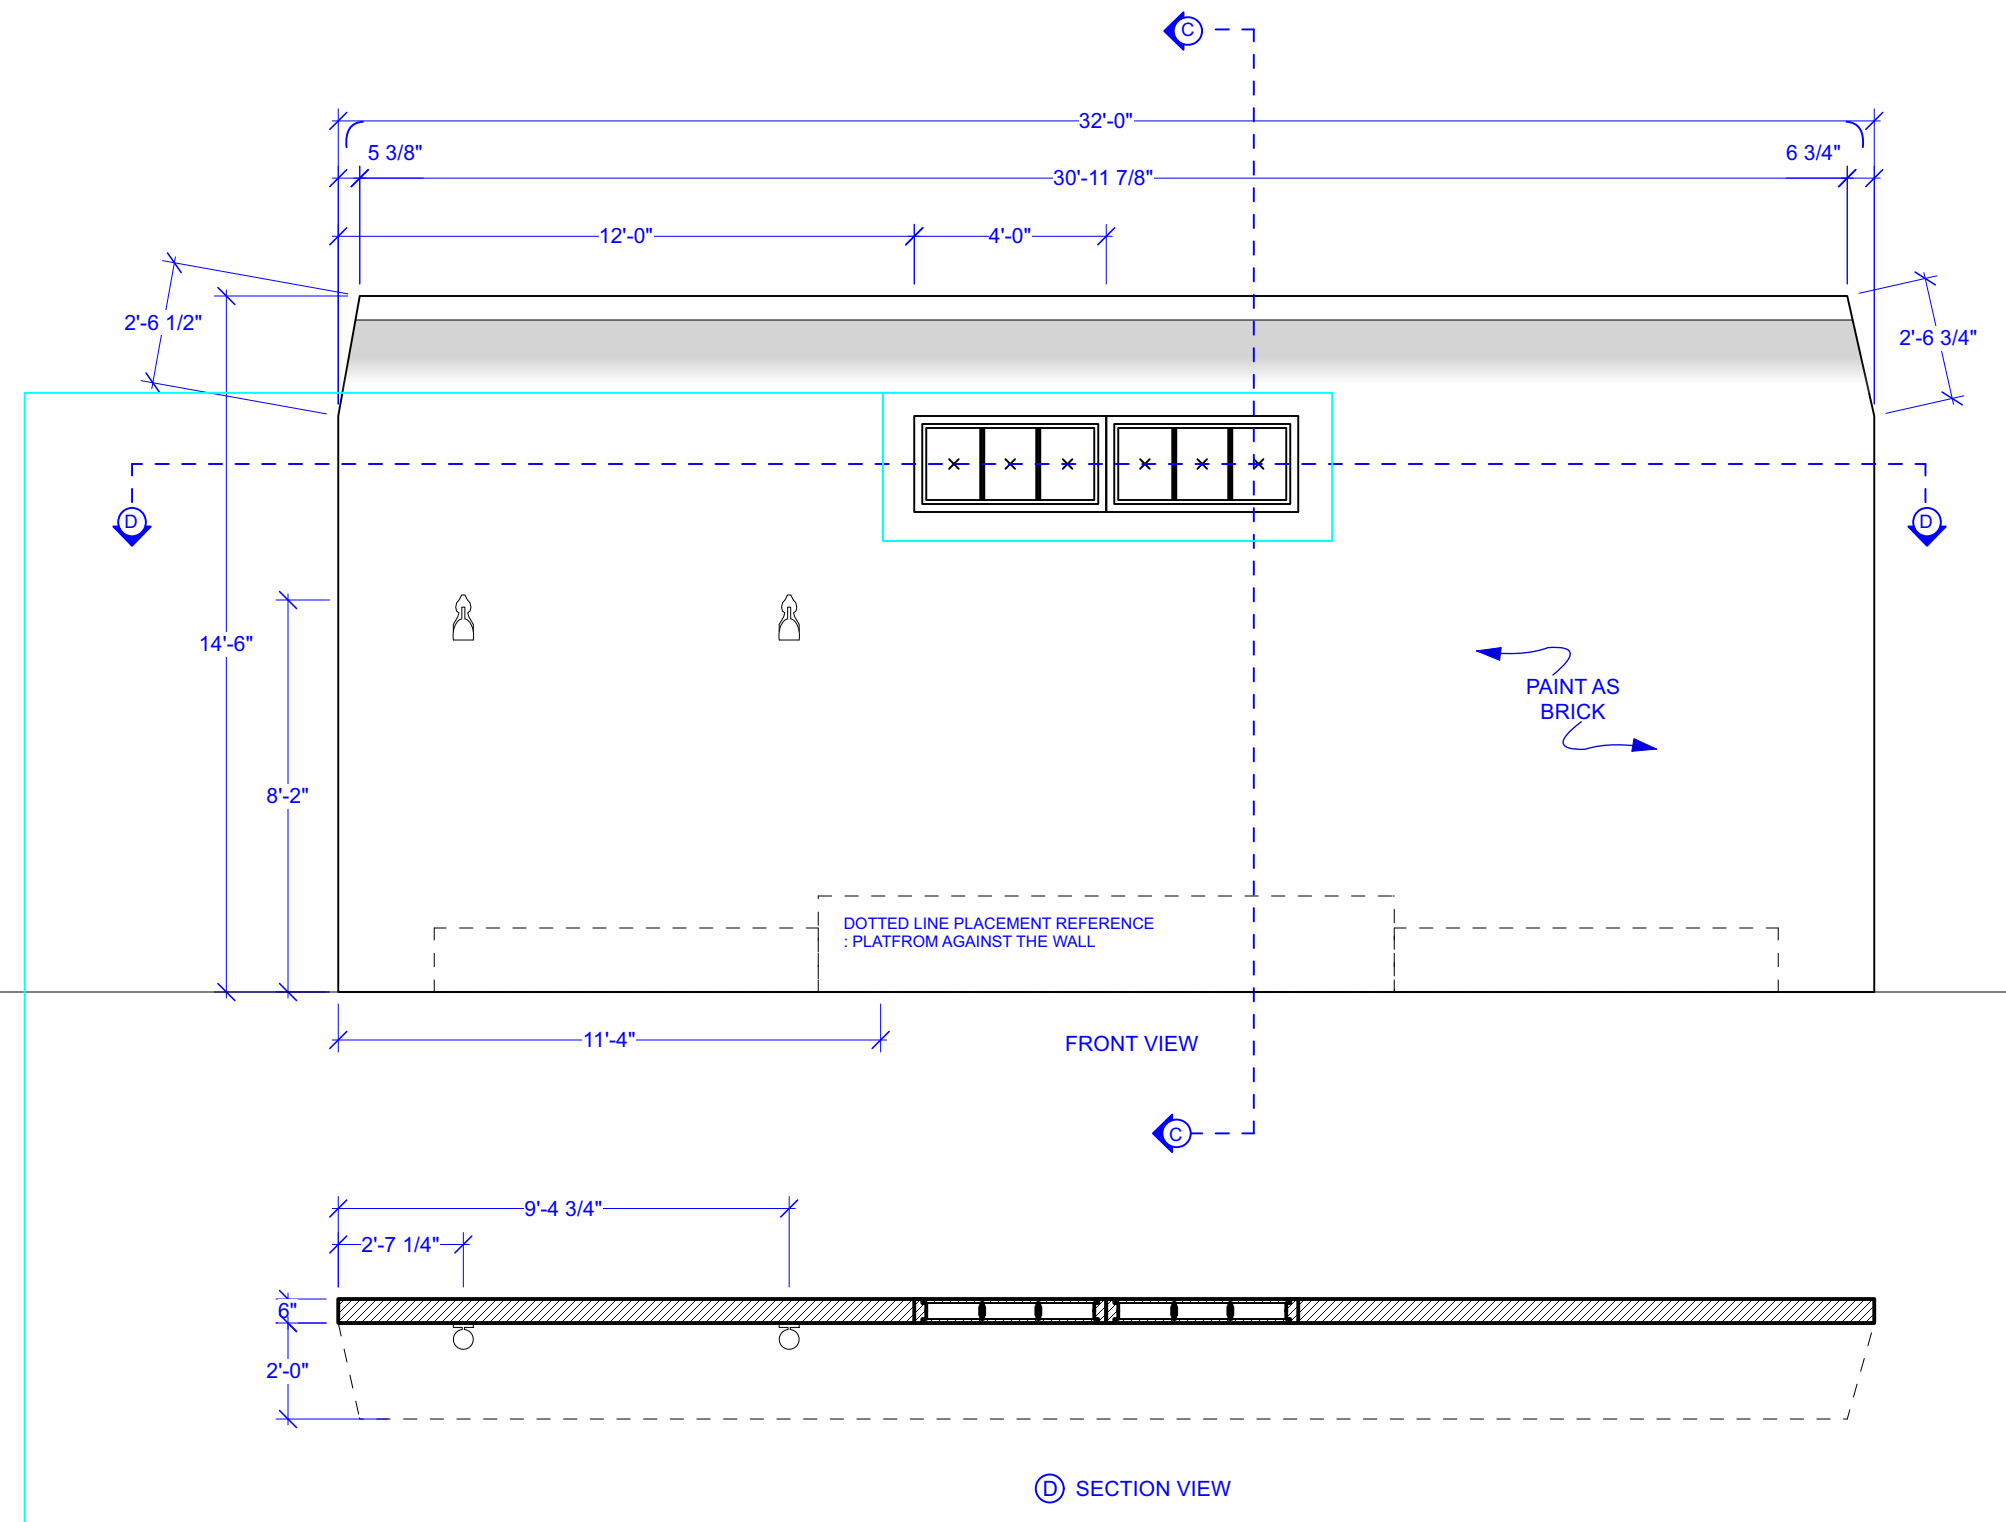 C
32'-0"
5 3/8"
6 3/4"
30'-11 7/8"
12'-0"
4'-0"
2'-6 1/2"
2'-6 3/4"
D
D
14'-6"
PAINT AS
BRICK
8'-2"
DOTTED LINE PLACEMENT REFERENCE
: PLATFROM AGAINST THE WALL
11'-4"
FRONT VIEW
C
9'-4 3/4"
2'-7 1/4"
6"
2'-0"
D SECTION VIEW